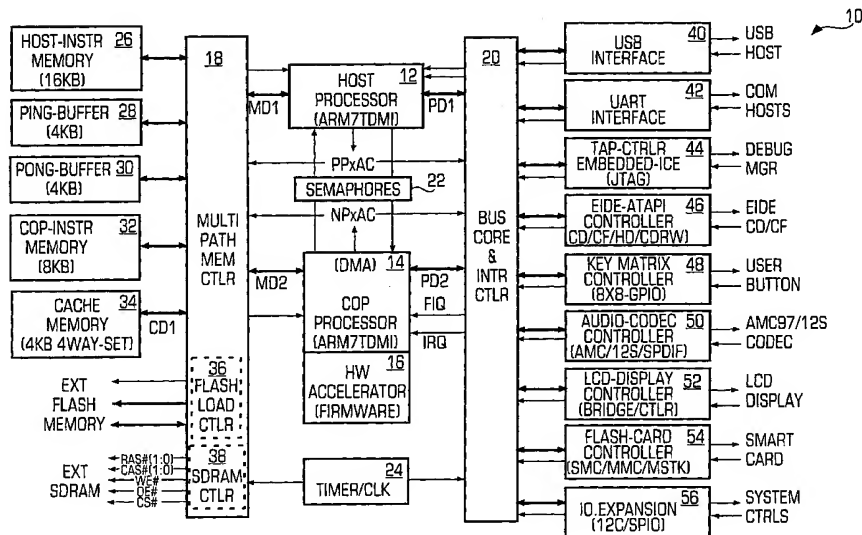 10
HOST-INSTR 26
MEMORY
(16KB)
PING-BUFFER 28
(4KB)
PONG-BUFFER 30
(4KB)
COP-INSTR 32
MEMORY
(8KB)
CACHE 34
MEMORY
(4KB 4WAY-SET)
CD1
EXT
FLASH
MEMORY
EXT
SDRAM
RAS#(1:0)
CAS#(1:0)
WE#
OE#
CS#
18
MULTI
PATH
MEM
CTLR
36
FLASH
LOAD
CTLR
38
SDRAM
CTLR
HOST 12
PROCESSOR
(ARM7TDMI)
MD1
PD1
PPxAC
SEMAPHORES
22
NPxAC
(DMA) 14
COP
PROCESSOR
(ARM7TDMI)
MD2
PD2
FIQ
IRQ
HW 16
ACCELERATOR
(FIRMWARE)
24
TIMER/CLK
20
BUS
CORE
&
INTR
CTLR
USB 40
INTERFACE
USB
HOST
UART 42
INTERFACE
COM
HOSTS
TAP-CTRLR 44
EMBEDDED-ICE
(JTAG)
DEBUG
MGR
EIDE-ATAPI 46
CONTROLLER
CD/CF/HD/CDRW)
EIDE
CD/CF
KEY MATRIX 48
CONTROLLER
(8X8-GPIO)
USER
BUTTON
AUDIO-CODEC 50
CONTROLLER
(AMC/12S/SPDIF)
AMC97/12S
CODEC
LCD-DISPLAY 52
CONTROLLER
(BRIDGE/CTLR)
LCD
DISPLAY
FLASH-CARD 54
CONTROLLER
(SMC/MMC/MSTK)
SMART
CARD
IO.EXPANSION 56
(12C/SPIO)
SYSTEM
CTRLS